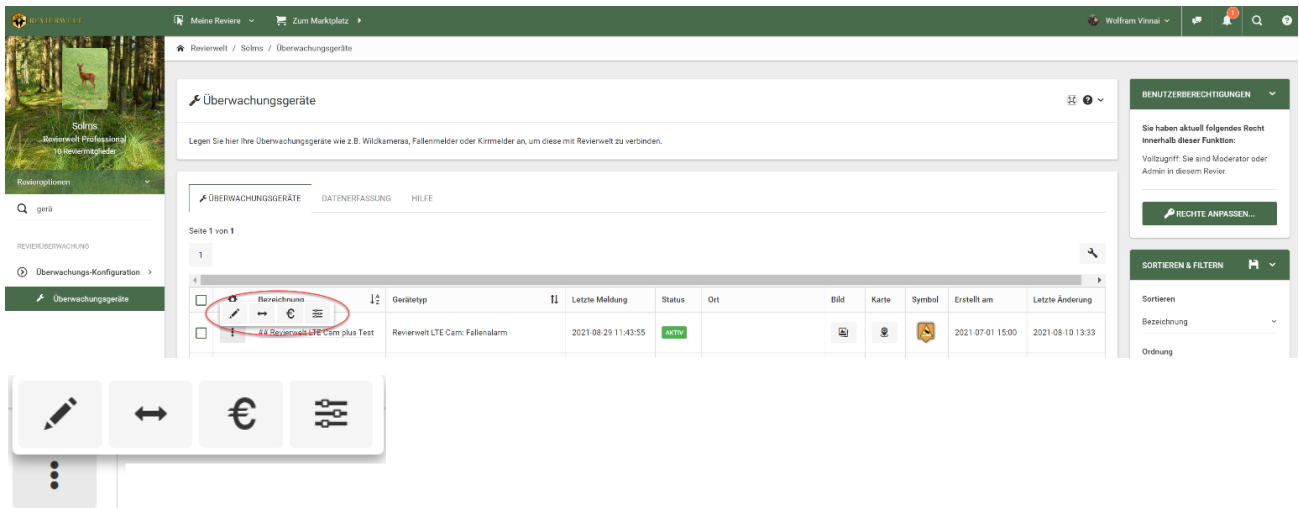 REVIERWELT
Meine Reviere
Zum Marktplatz
Wolfram Vinnai
1
Revierwelt / Solms / Überwachungsgeräte
Solms
Revierwelt Professional
10 Reviermitglieder
Revieroptionen
gerä
REVIERÜBERWACHUNG
Überwachungs-Konfiguration
Überwachungsgeräte
Überwachungsgeräte
Legen Sie hier Ihre Überwachungsgeräte wie z.B. Wildkameras, Fallenmelder oder Kirrmelder an, um diese mit Revierwelt zu verbinden.
ÜBERWACHUNGSGERÄTE DATENERFASSUNG HILFE
Seite 1 von 1
1
Bezeichnung Gerätetyp Letzte Meldung Status Ort Bild Karte Symbol Erstellt am Letzte Änderung
€
## Revierwelt LTE Cam plus Test Revierwelt LTE Cam: Fallenalarm 2021-08-29 11:43:55 AKTIV 2021-07-01 15:00 2021-08-10 13:33
BENUTZERBERECHTIGUNGEN
Sie haben aktuell folgendes Recht
innerhalb dieser Funktion:
Vollzugriff: Sie sind Moderator oder
Admin in diesem Revier.
RECHTE ANPASSEN...
SORTIEREN & FILTERN
Sortieren
Bezeichnung
Ordnung
€